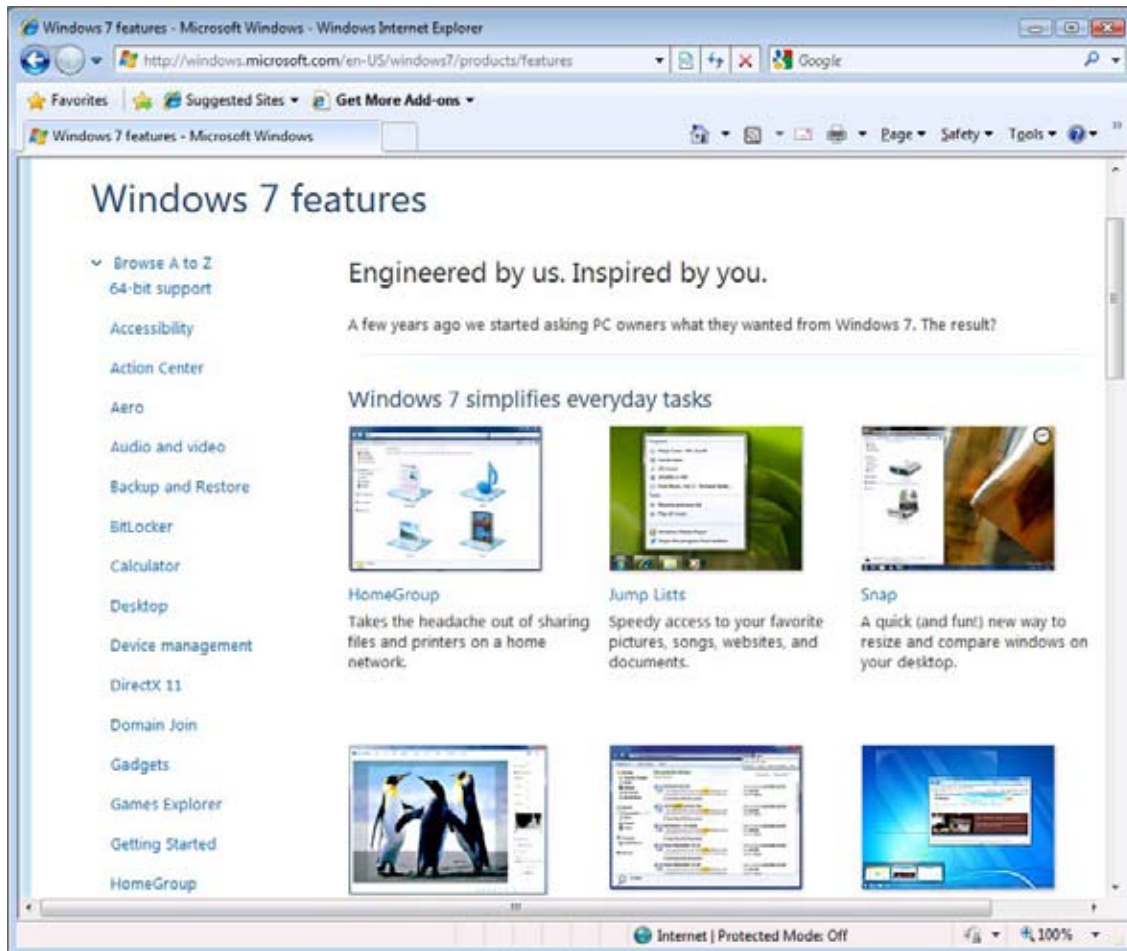 Windows 7 features - Microsoft Windows - Windows Internet Explorer
http://windows.microsoft.com/en-US/windows7/products/features
Google
Favorites
Suggested Sites
Get More Add-ons
Windows 7 features - Microsoft Windows
Page
Safety
Tools
Windows 7 features
Browse A to Z
64-bit support
Accessibility
Action Center
Aero
Audio and video
Backup and Restore
BitLocker
Calculator
Desktop
Device management
DirectX 11
Domain Join
Gadgets
Games Explorer
Getting Started
HomeGroup
Engineered by us. Inspired by you.
A few years ago we started asking PC owners what they wanted from Windows 7. The result?
Windows 7 simplifies everyday tasks
HomeGroup
Takes the headache out of sharing
files and printers on a home
network.
Jump Lists
Speedy access to your favorite
pictures, songs, websites, and
documents.
Snap
A quick (and fun!) new way to
resize and compare windows on
your desktop.
Internet | Protected Mode: Off
100%